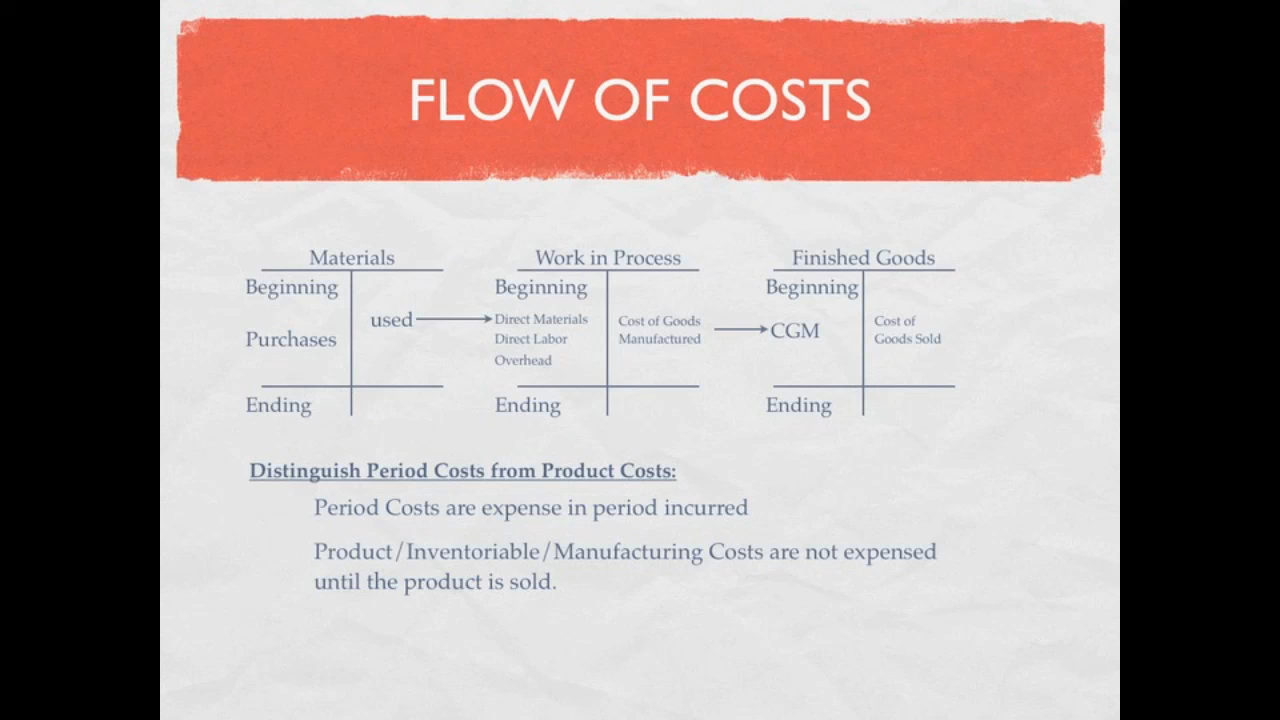 FLOW OF COSTS
Materials
Beginning
Purchases
used
Ending
Work in Process
Beginning
Direct Materials
Direct Labor
Overhead
Cost of Goods
Manufactured
Ending
Finished Goods
Beginning
CGM
Cost of
Goods Sold
Ending
Distinguish Period Costs from Product Costs:
Period Costs are expense in period incurred
Product/Inventoriable/Manufacturing Costs are not expensed
until the product is sold.